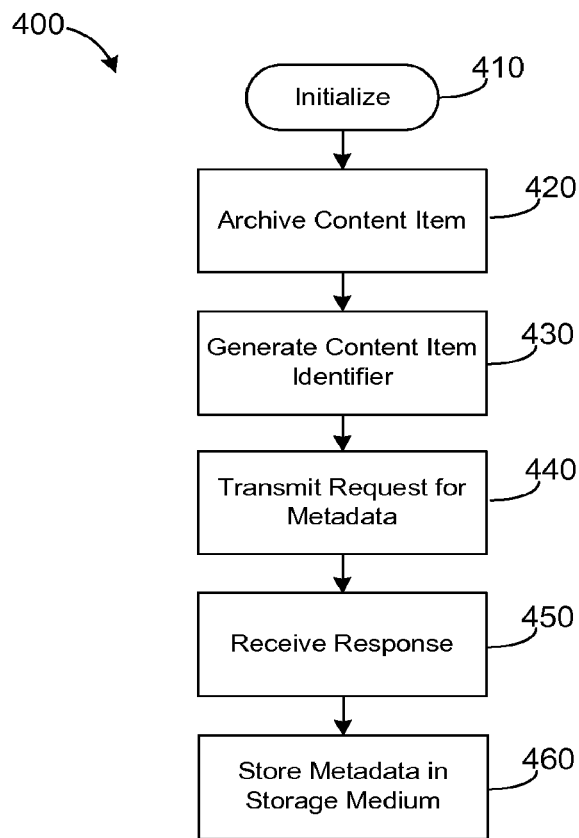 400
410
Initialize
420
Archive Content Item
430
Generate Content Item
Identifier
440
Transmit Request for
Metadata
450
Receive Response
460
Store Metadata in
Storage Medium